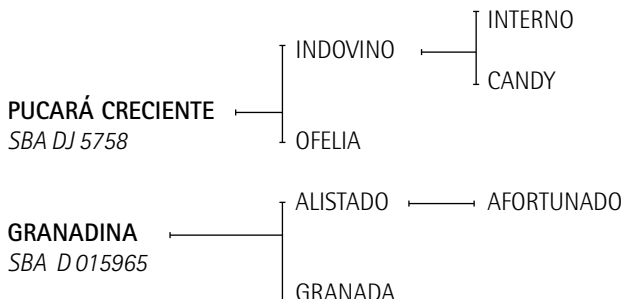 INTERNO
INDOVINO
CANDY
PUCARÁ CRECIENTE
SBA DJ 5758
OFELIA
ALISTADO AFORTUNADO
GRANADINA
SBA D 015965
GRANADA